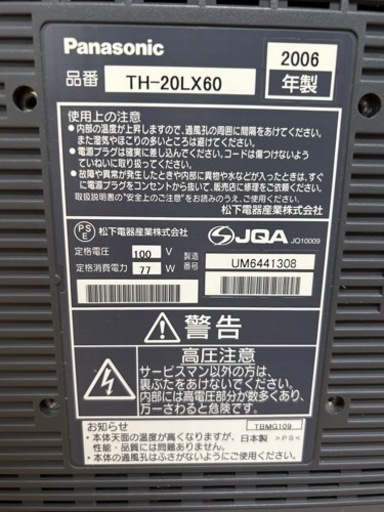 Panasonic
2006
年製
品番
TH-20LX60
使用上の注意
●内部の温度が上昇しますので、通風孔の周囲に間隔をあけてください。
また湿気やほこりの多いところは避けてください。
●電源プラグは確実に差し込んでください。コードは傷つけないよう
ていねいに取り扱ってください。
●故障や異常が発生したときや内部に異物や水などが入ったときは、すぐ
に電源プラグをコンセントから抜いて、販売店に修理をご依頼ください。
取扱説明書の"安全上のご注意"をお読みのうえ、ご使用ください。
松下電器産業株式会社
PS
E
松下電器産業株式会社
JQA
JQ10009
定格電圧
100
V
定格消費電力
77
W
製造
番号
UM6441308
警告
高圧注意
サービスマン以外の方は、
裏ぶたをあけないでください。
内部には高電圧部分が数多くあり、
万一さわると危険です。
お知らせ
TBMG109
・本体天面の温度が高くなりますが、
性能・品質には問題ありません。
日本製
>PS<
・本体の通風孔をふさがないようにご使用ください。